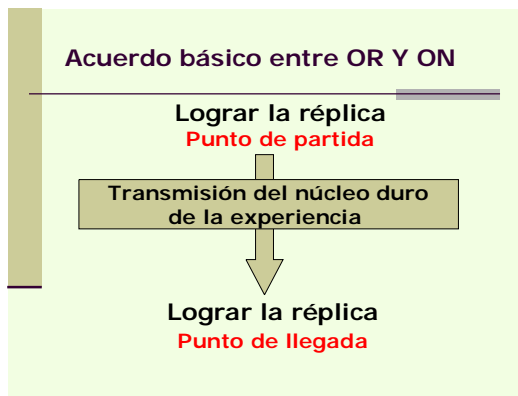 Acuerdo básico entre OR Y ON
Lograr la réplica
Punto de partida
Transmisión del núcleo duro
de la experiencia
Lograr la réplica
Punto de llegada